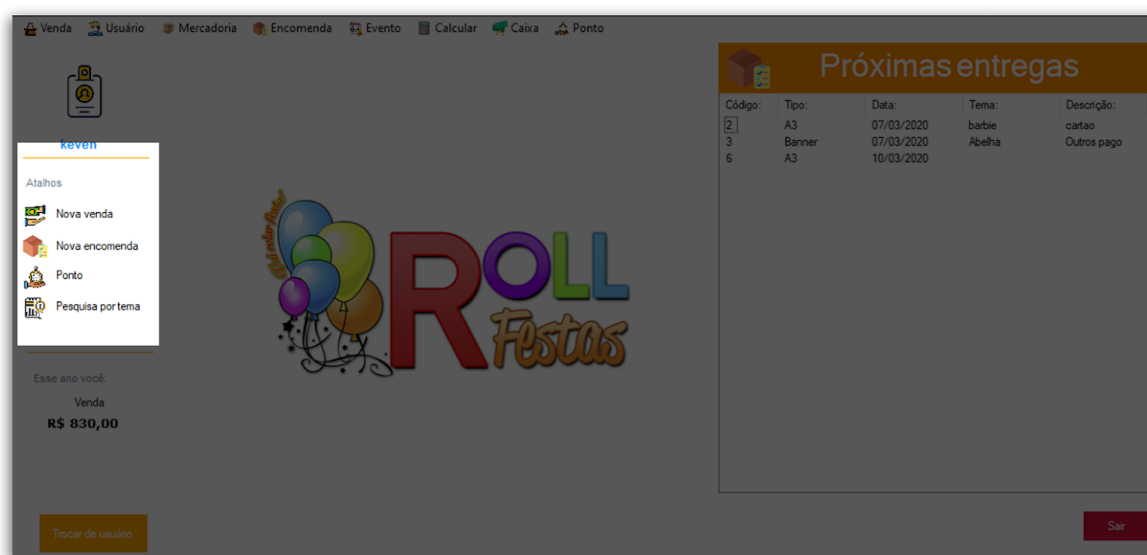 Venda Usuário Mercadoria Encomenda Evento Calcular Caixa Ponto
Próximas entregas
Código: Tipo: Data: Tema: Descrição:
2 A3 07/03/2020 barbie cartao
3 Banner 07/03/2020 Abelha Outros pago
6 A3 10/03/2020
keven
Atalhos
Nova venda
Nova encomenda
Ponto
Pesquisa por tema
ROLL
Festas
Esse ano você:
Venda
R$ 830,00
Trocar de usuário
Sair